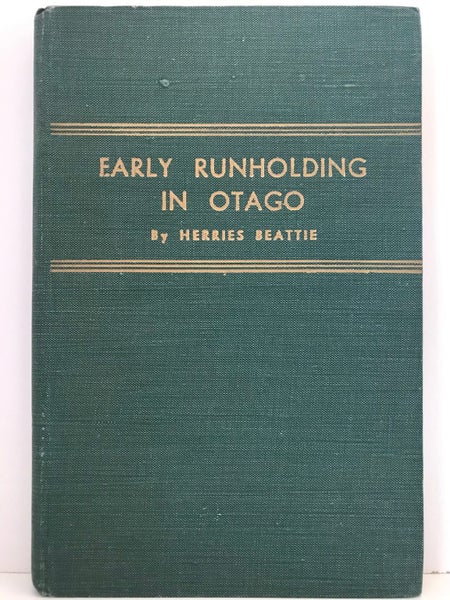 EARLY RUNHOLDING
IN OTAGO
By HERRIES BEATTIE